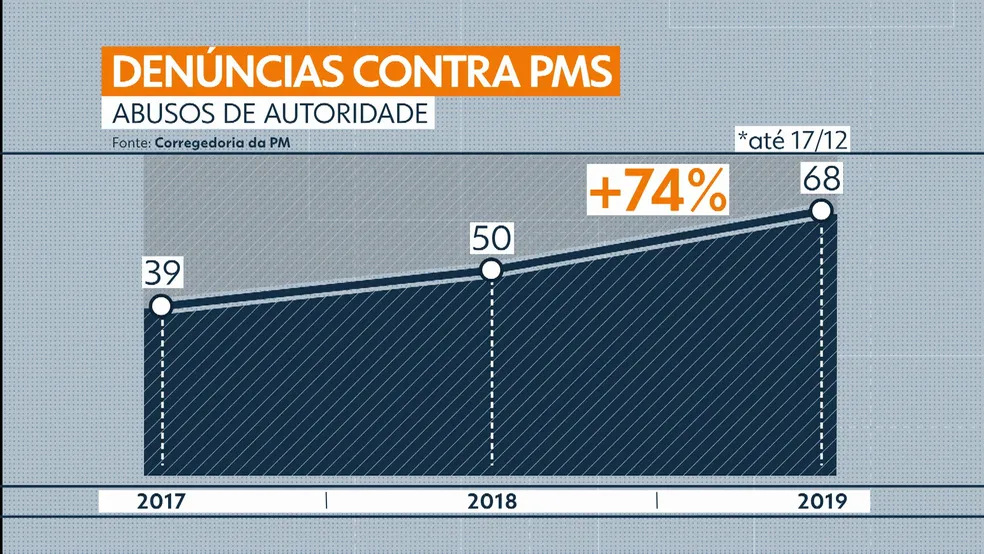 DENÚNCIAS CONTRA PMS
ABUSOS DE AUTORIDADE
Fonte: Corregedoria da PM
*até 17/12
+74%
68
50
39
2017
2018
2019